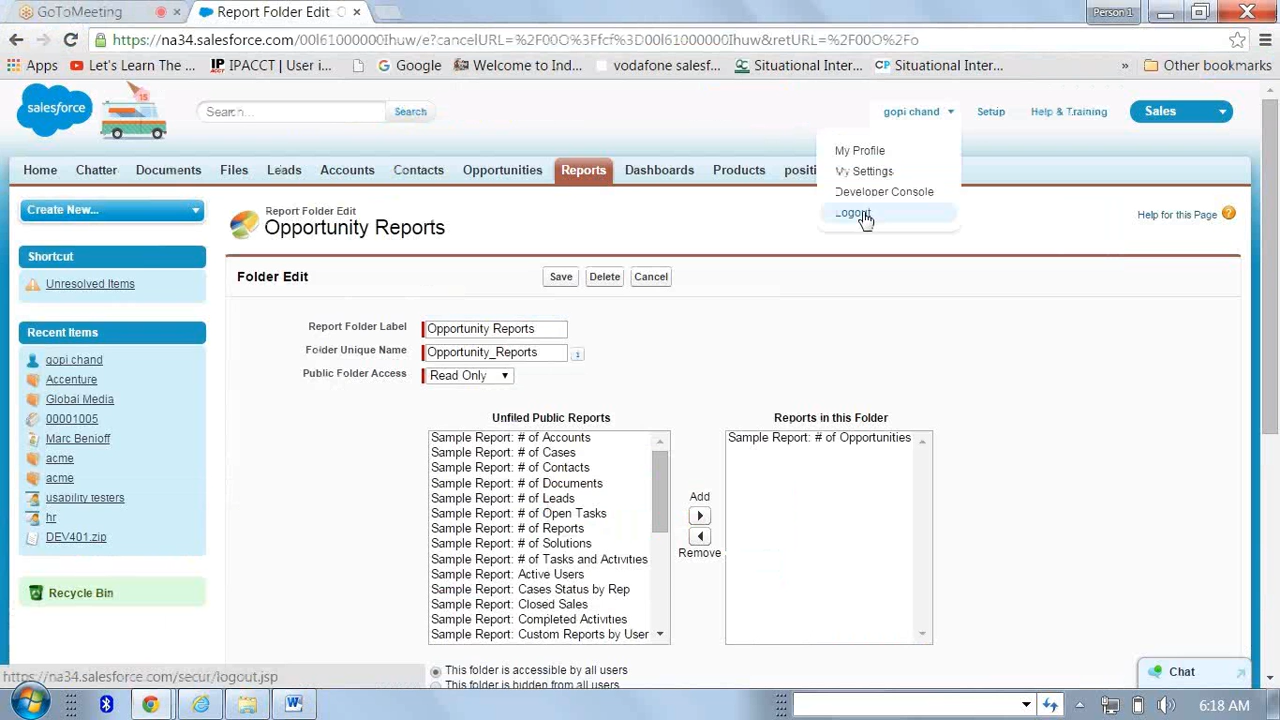 GoToMeeting
Report Folder Edit
Person 1
https://na34.salesforce.com/00l61000000Ihuw/e?cancelURL=%2F00O%3Ffcf%3D00l61000000Ihuw&retURL=%2F00O%2Fo
Apps
Let's Learn The ...
IPACCT | User i...
Google
Welcome to Ind...
vodafone salesf...
Situational Inter...
CP Situational Inter...
»
Other bookmarks
salesforce
15
Search...
Search
gopi chand
Setup
Help & Training
Sales
My Profile
My Settings
Developer Console
Logout
Home
Chatter
Documents
Files
Leads
Accounts
Contacts
Opportunities
Reports
Dashboards
Products
positi
Create New...
Report Folder Edit
Opportunity Reports
Help for this Page
Shortcut
Unresolved Items
Recent Items
gopi chand
Accenture
Global Media
00001005
Marc Benioff
acme
acme
usability testers
hr
DEV401.zip
Recycle Bin
Folder Edit
Save
Delete
Cancel
Report Folder Label
Opportunity Reports
Folder Unique Name
Opportunity_Reports
i
Public Folder Access
Read Only
Unfiled Public Reports
Sample Report: # of Accounts
Sample Report: # of Cases
Sample Report: # of Contacts
Sample Report: # of Documents
Sample Report: # of Leads
Sample Report: # of Open Tasks
Sample Report: # of Reports
Sample Report: # of Solutions
Sample Report: # of Tasks and Activities
Sample Report: Active Users
Sample Report: Cases Status by Rep
Sample Report: Closed Sales
Sample Report: Completed Activities
Sample Report: Custom Reports by User
Add
Remove
Reports in this Folder
Sample Report: # of Opportunities
This folder is accessible by all users
This folder is hidden from all users
https://na34.salesforce.com/secur/logout.jsp
Chat
6:18 AM